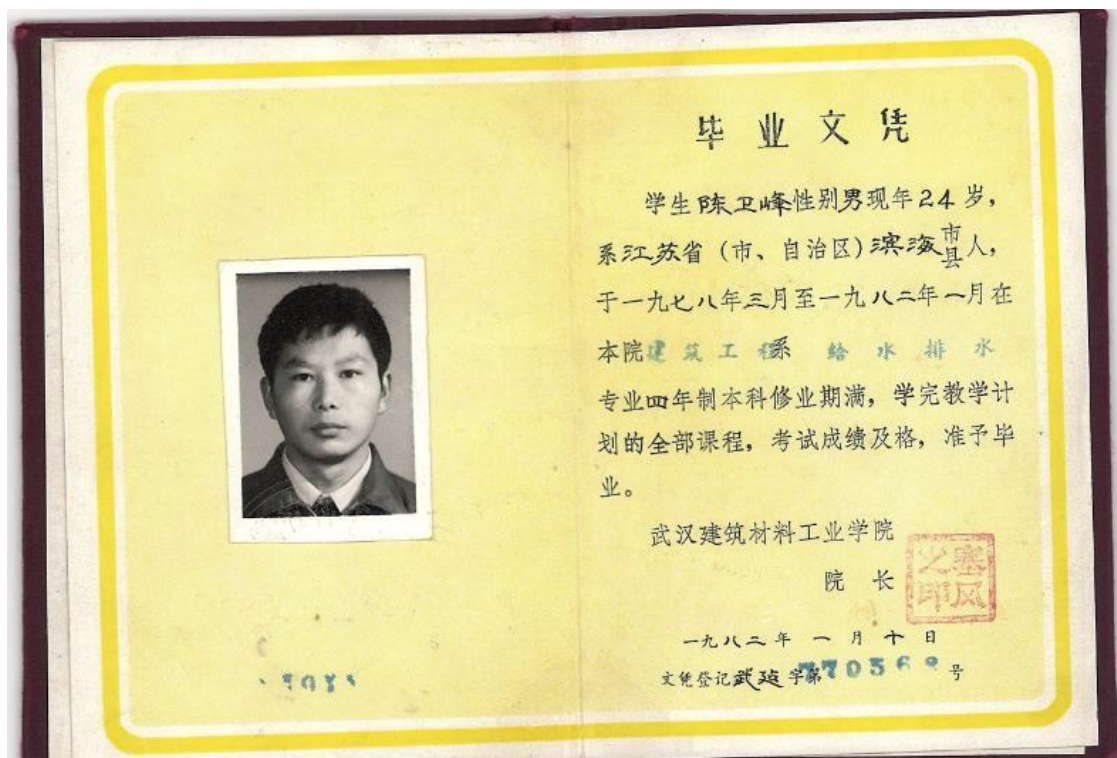 毕业文凭
学生陈卫峰性别男现年24岁，
系江苏省（市、自治区）滨海市县人，
于一九七八年三月至一九八二年一月在
本院建筑工程系 给水排水
专业四年制本科修业期满，学完教学计
划的全部课程，考试成绩及格，准予毕
业。
武汉建筑材料工业学院
院长
塞风之印
一九八二年一月十日
文凭登记武建字第号